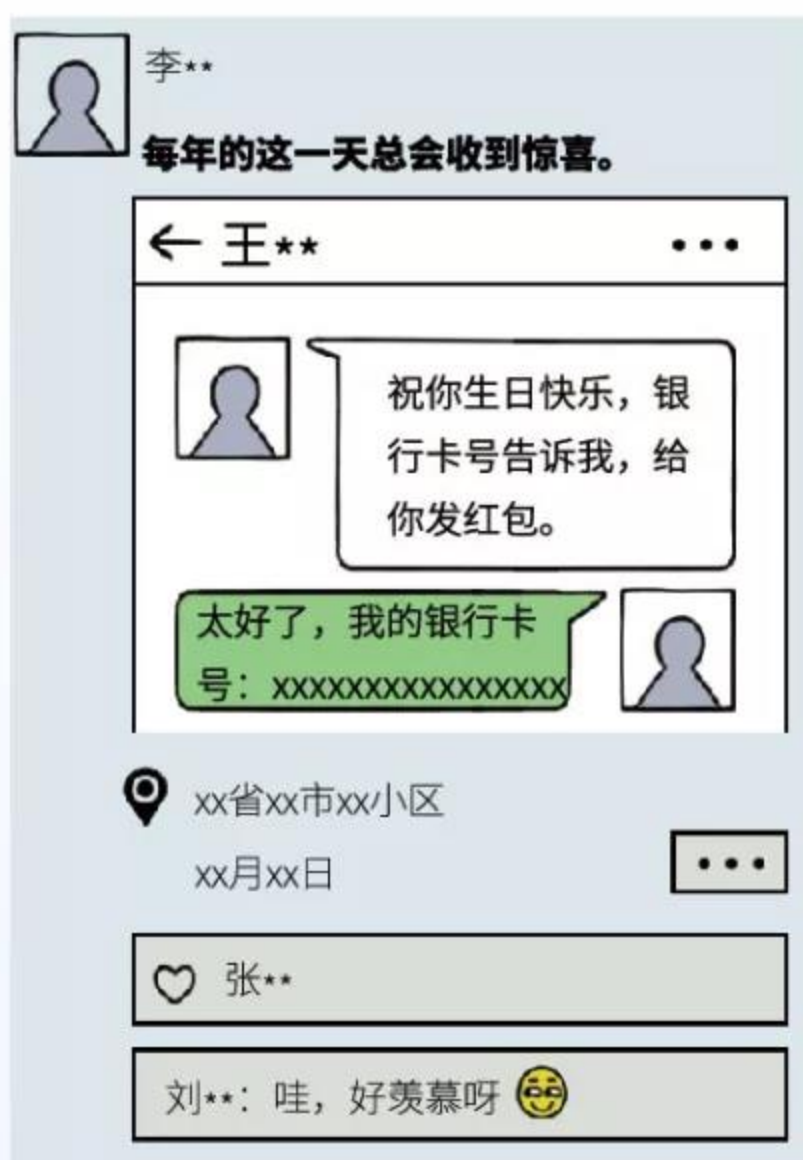 李**
每年的这一天总会收到惊喜。
王**
祝你生日快乐，银
行卡号告诉我，给
你发红包。
太好了，我的银行卡
号：xxxxxxxxxxxxxxxx
xx省xx市xx小区
xx月xx日
张**
刘**：哇，好羡慕呀